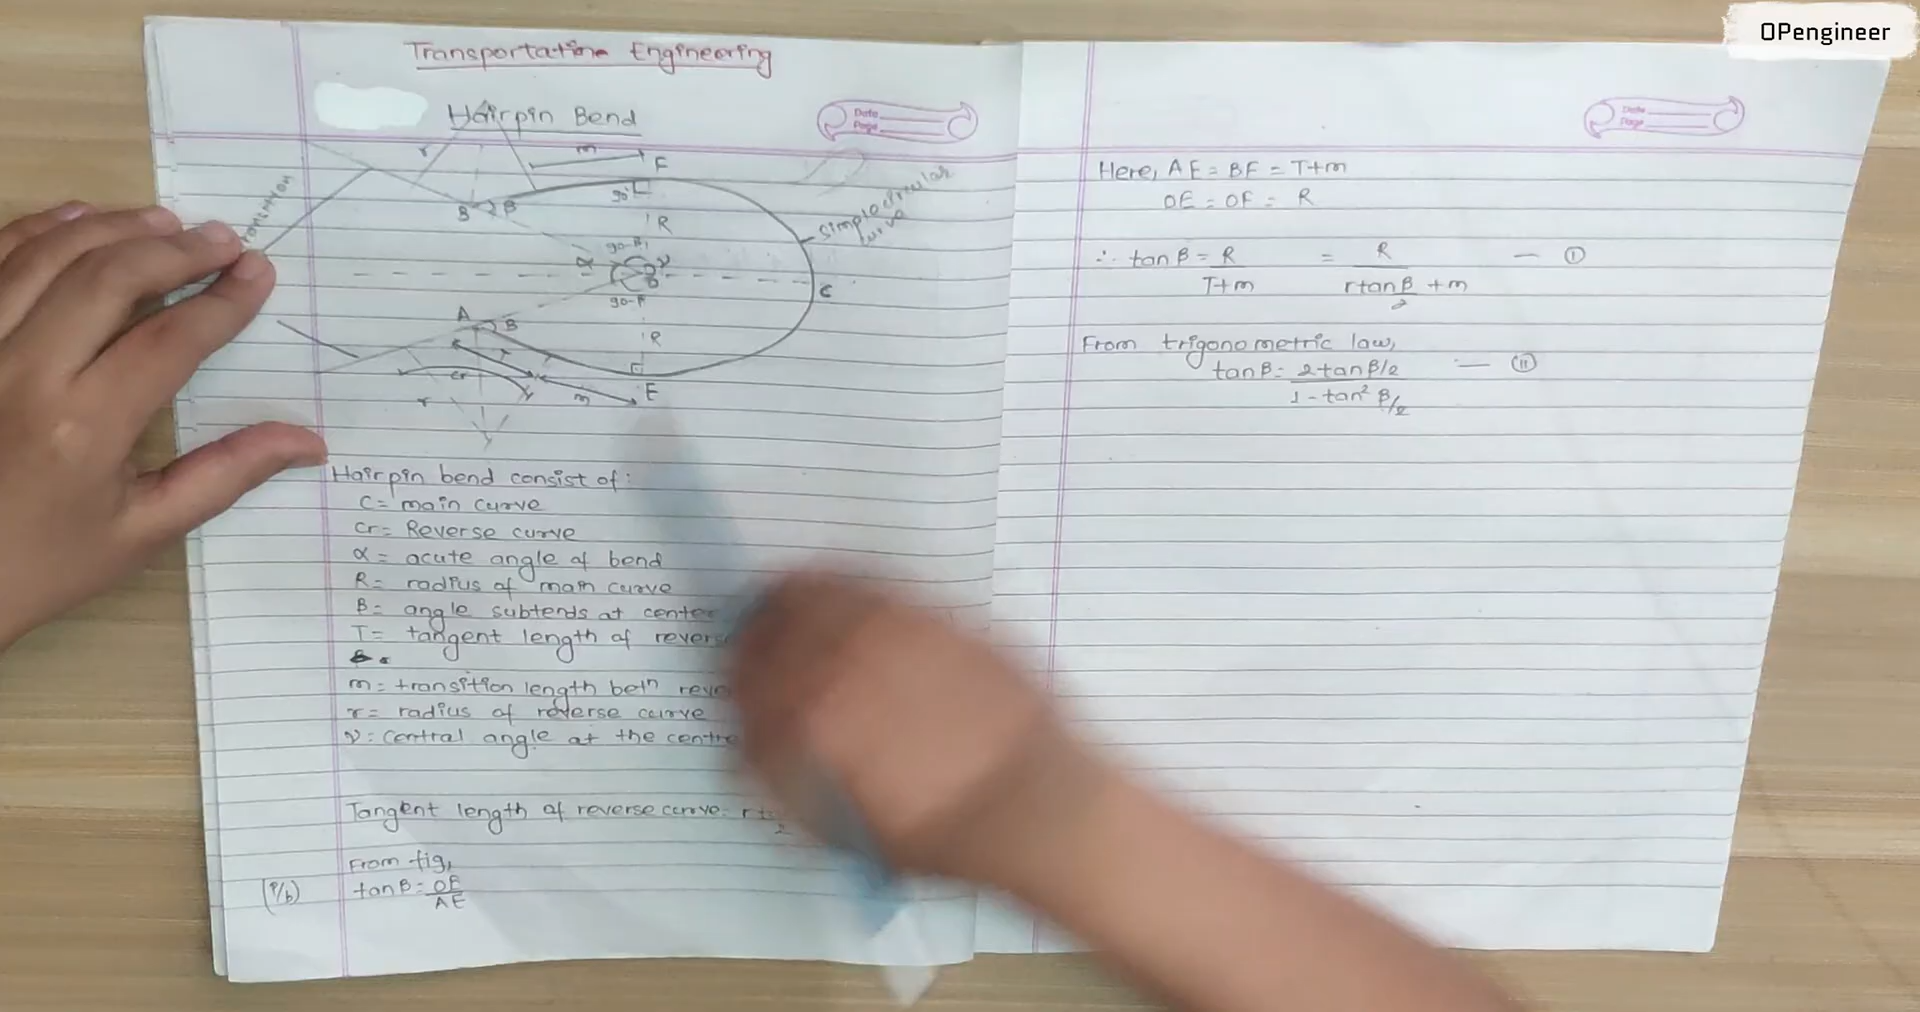 OPengineer
Transportation Engineering
Hairpin Bend
Date
Page
m
F
r
90°
B
β
R
Simple circular
curve
90-β
α
γ
O
C
90-β
A
β
R
T
cr
m
E
r
Hairpin bend consist of:
C = main curve
Cr = Reverse curve
α = acute angle of bend
R = radius of main curve
β = angle subtends at center
T = tangent length of reverse
m = transition length betn
r = radius of reverse curve
γ = central angle at the centre
Tangent length of reverse curve =
From fig,
(P/b) tan β = OE
AE
Date
Page
Here, AE = BF = T+m
OE = OF = R
∴ tan β = R = R — (I)
T+m r tan β + m
2
From trigonometric law,
tan β = 2 tan β/2 — (II)
1 - tan² β/2